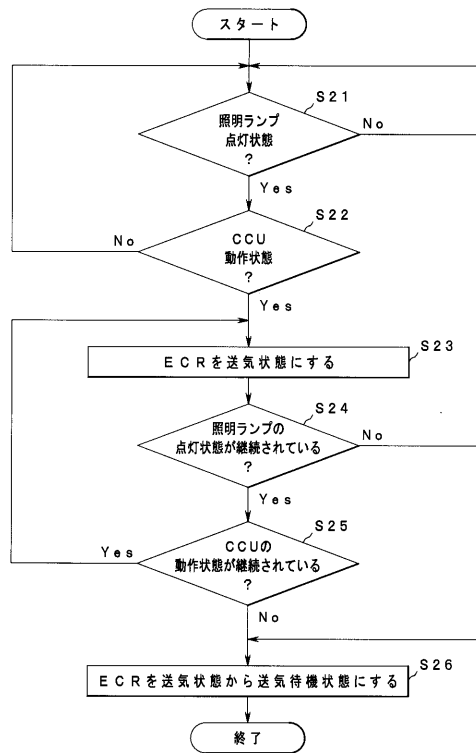 スタート
S21
照明ランプ
点灯状態
?
No
Yes
S22
CCU
動作状態
?
No
Yes
S23
ECRを送気状態にする
S24
照明ランプの
点灯状態が継続されている
?
No
Yes
S25
CCUの
動作状態が継続されている
?
Yes
No
S26
ECRを送気状態から送気待機状態にする
終了